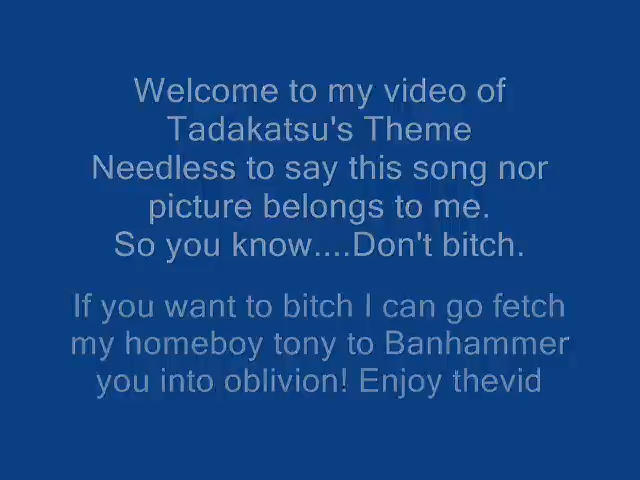 Welcome to my video of
Tadakatsu's Theme
Needless to say this song nor
picture belongs to me.
So you know....Don't bitch.
If you want to bitch I can go fetch
my homeboy tony to Banhammer
you into oblivion! Enjoy thevid